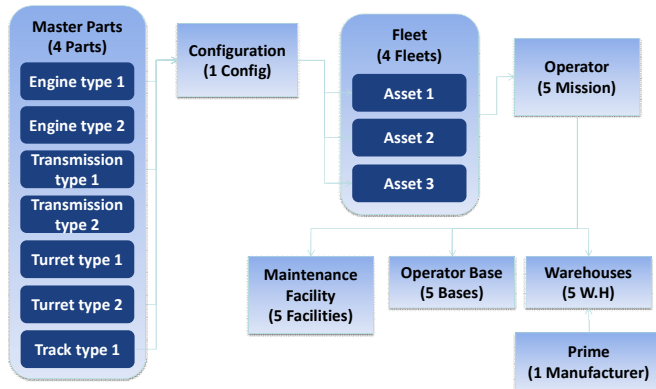 Master Parts
(4 Parts)
Engine type 1
Engine type 2
Transmission
type 1
Transmission
type 2
Turret type 1
Turret type 2
Track type 1
Configuration
(1 Config)
Fleet
(4 Fleets)
Asset 1
Asset 2
Asset 3
Operator
(5 Mission)
Maintenance
Facility
(5 Facilities)
Operator Base
(5 Bases)
Warehouses
(5 W.H)
Prime
(1 Manufacturer)